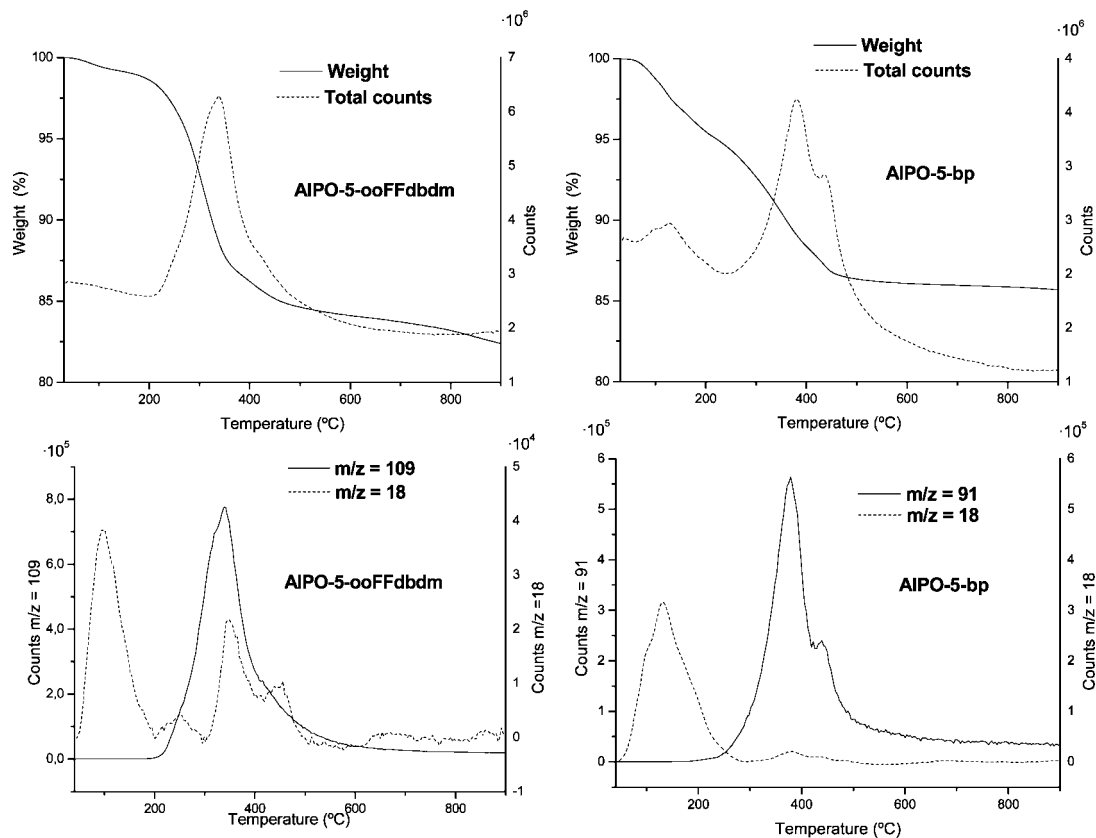 ·10⁶
100
95
90
85
80
Weight (%)
Weight
Total counts
AlPO-5-ooFFdbdm
7
6
5
4
3
2
1
Counts
200 400 600 800
Temperature (ºC)
·10⁶
100
95
90
85
80
Weight (%)
Weight
Total counts
AlPO-5-bp
4
4
3
3
2
2
1
Counts
200 400 600 800
Temperature (ºC)
·10⁵
·10⁴
8,0
6,0
4,0
2,0
0,0
Counts m/z = 109
m/z = 109
m/z = 18
AlPO-5-ooFFdbdm
5
4
3
2
1
0
-1
Counts m/z =18
200 400 600 800
Temperature (ºC)
·10⁵
·10⁵
6
5
4
3
2
1
0
Counts m/z = 91
m/z = 91
m/z = 18
AlPO-5-bp
6
5
4
3
2
1
0
Counts m/z = 18
200 400 600 800
Temperature (ºC)